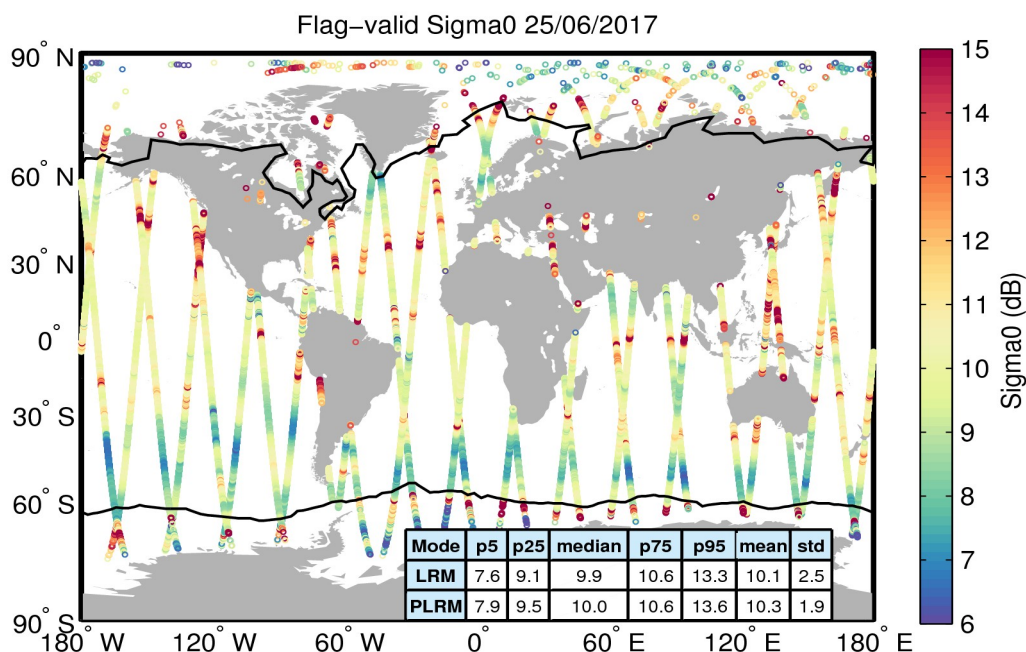 Flag−valid Sigma0 25/06/2017
90° N
60° N
30° N
0°
30° S
60° S
90° S
180° W
120° W
60° W
0°
60° E
120° E
180° E
Mode p5 p25 median p75 p95 mean std
LRM 7.6 9.1 9.9 10.6 13.3 10.1 2.5
PLRM 7.9 9.5 10.0 10.6 13.6 10.3 1.9
15
14
13
12
11
10
9
8
7
6
Sigma0 (dB)